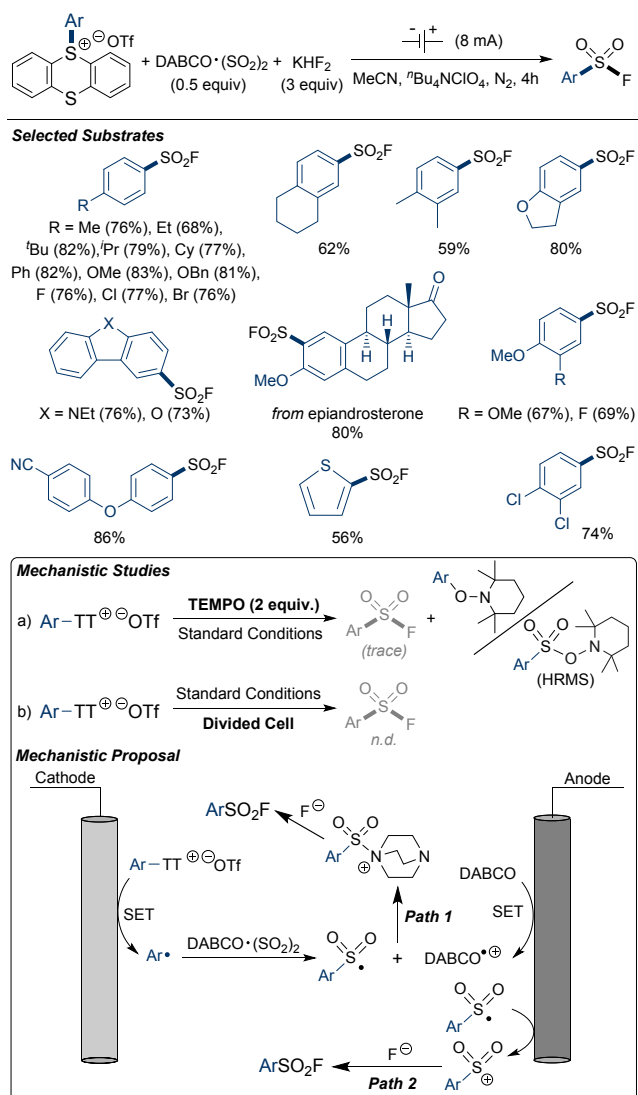 Ar
S⊕ ⊖OTf
S
+ DABCO•(SO2)2 + KHF2
(0.5 equiv) (3 equiv)
- + (8 mA)
MeCN, nBu4NClO4, N2, 4h
O O
Ar S F
Selected Substrates
SO2F
R
R = Me (76%), Et (68%),
tBu (82%),iPr (79%), Cy (77%),
Ph (82%), OMe (83%), OBn (81%),
F (76%), Cl (77%), Br (76%)
SO2F
62%
SO2F
59%
SO2F
O
80%
X
SO2F
X = NEt (76%), O (73%)
O
FO2S
H H H
MeO
from epiandrosterone
80%
SO2F
MeO
R
R = OMe (67%), F (69%)
NC
O
SO2F
86%
S
SO2F
56%
SO2F
Cl
Cl
74%
Mechanistic Studies
a) Ar–TT⊕ ⊖OTf
TEMPO (2 equiv.)
Standard Conditions
O O
Ar S F
(trace)
+
Ar
O N
O O
S
Ar O N
(HRMS)
b) Ar–TT⊕ ⊖OTf
Standard Conditions
Divided Cell
O O
Ar S F
n.d.
Mechanistic Proposal
Cathode
Anode
ArSO2F
F⊖
O O
S
Ar N N
⊕
Ar–TT⊕ ⊖OTf
SET
DABCO
SET
Path 1
Ar•
DABCO•(SO2)2
O O
S•
Ar
+
DABCO•⊕
O O
S•
Ar
ArSO2F
F⊖
Path 2
O O
S
Ar ⊕